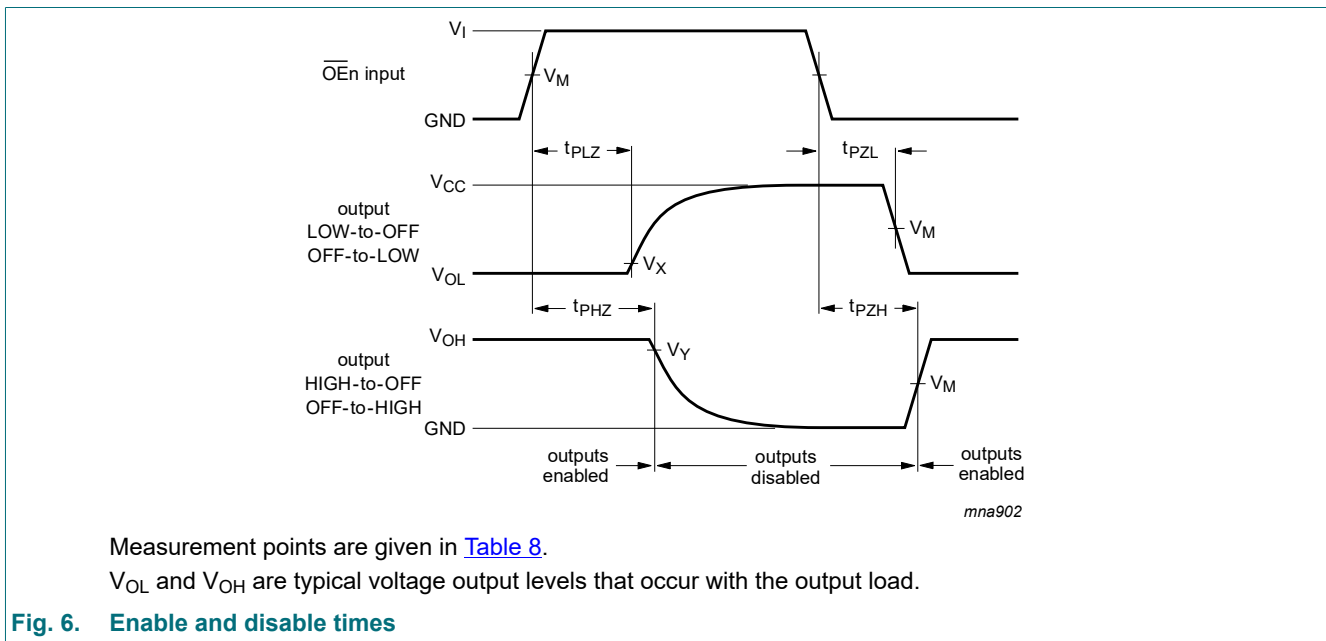 V_I
O̅E̅n input
V_M
GND
t_PLZ
t_PZL
V_CC
output
LOW-to-OFF
OFF-to-LOW
V_M
V_X
V_OL
t_PHZ
t_PZH
V_OH
output
HIGH-to-OFF
OFF-to-HIGH
V_Y
V_M
GND
outputs
enabled
outputs
disabled
outputs
enabled
mna902
Measurement points are given in Table 8.
V_OL and V_OH are typical voltage output levels that occur with the output load.
Fig. 6. Enable and disable times